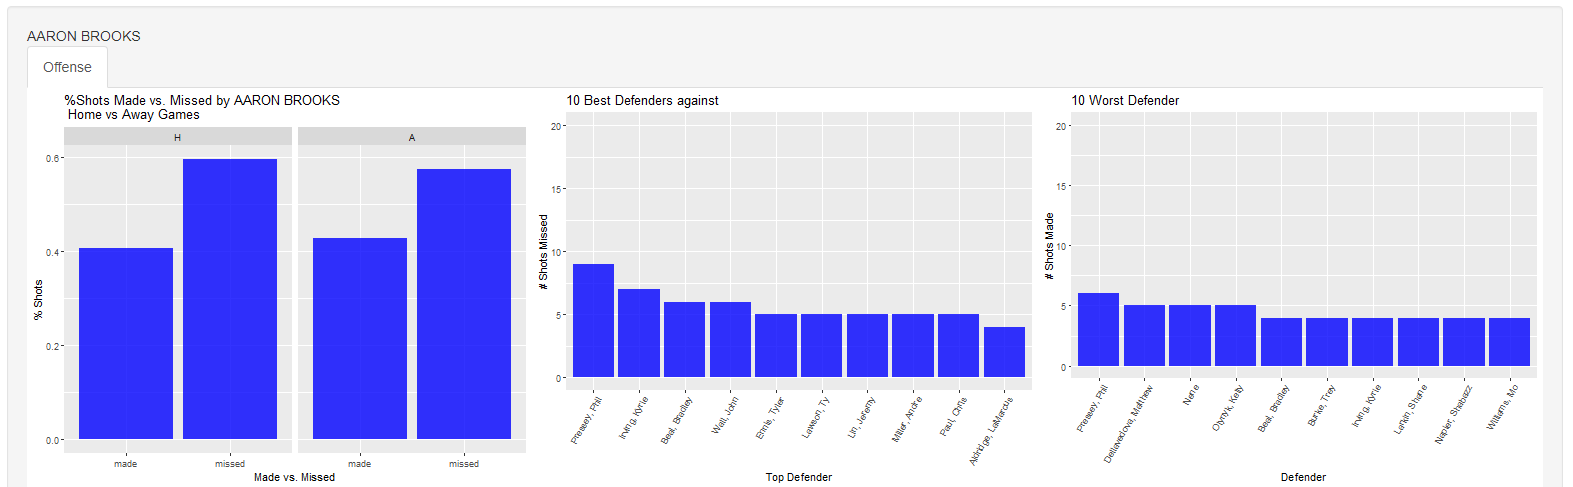 AARON BROOKS
Offense
%Shots Made vs. Missed by AARON BROOKS
Home vs Away Games
H
A
0.6
0.4
0.2
0.0
% Shots
made
missed
made
missed
Made vs. Missed
10 Best Defenders against
20
15
10
5
0
# Shots Missed
Pressey, Phil
Irving, Kyrie
Beal, Bradley
Wall, John
Ennis, Tyler
Lawson, Ty
Lin, Jeremy
Miller, Andre
Paul, Chris
Aldridge, LaMarcus
Top Defender
10 Worst Defender
20
15
10
5
0
# Shots Made
Pressey, Phil
Dellavedova, Matthew
Nene
Olynyk, Kelly
Beal, Bradley
Burke, Trey
Irving, Kyrie
Larkin, Shane
Napier, Shabazz
Williams, Mo
Defender